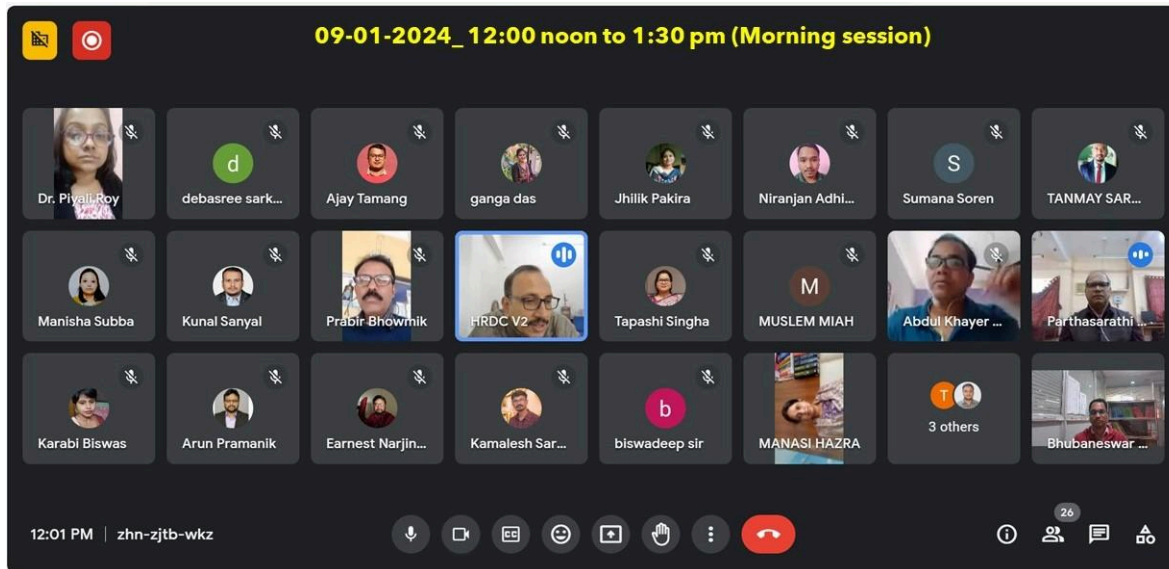 09-01-2024_ 12:00 noon to 1:30 pm (Morning session)
Dr. Piyali Roy
d
debasree sark...
Ajay Tamang
ganga das
Jhilik Pakira
Niranjan Adhi...
S
Sumana Soren
TANMAY SAR...
Manisha Subba
Kunal Sanyal
Prabir Bhowmik
HRDC V2
Tapashi Singha
M
MUSLEM MIAH
Abdul Khayer ...
Parthasarathi ...
Karabi Biswas
Arun Pramanik
Earnest Narjin...
Kamalesh Sar...
b
biswadeep sir
MANASI HAZRA
T
3 others
Bhubaneswar ...
12:01 PM | zhn-zjtb-wkz
CC
26